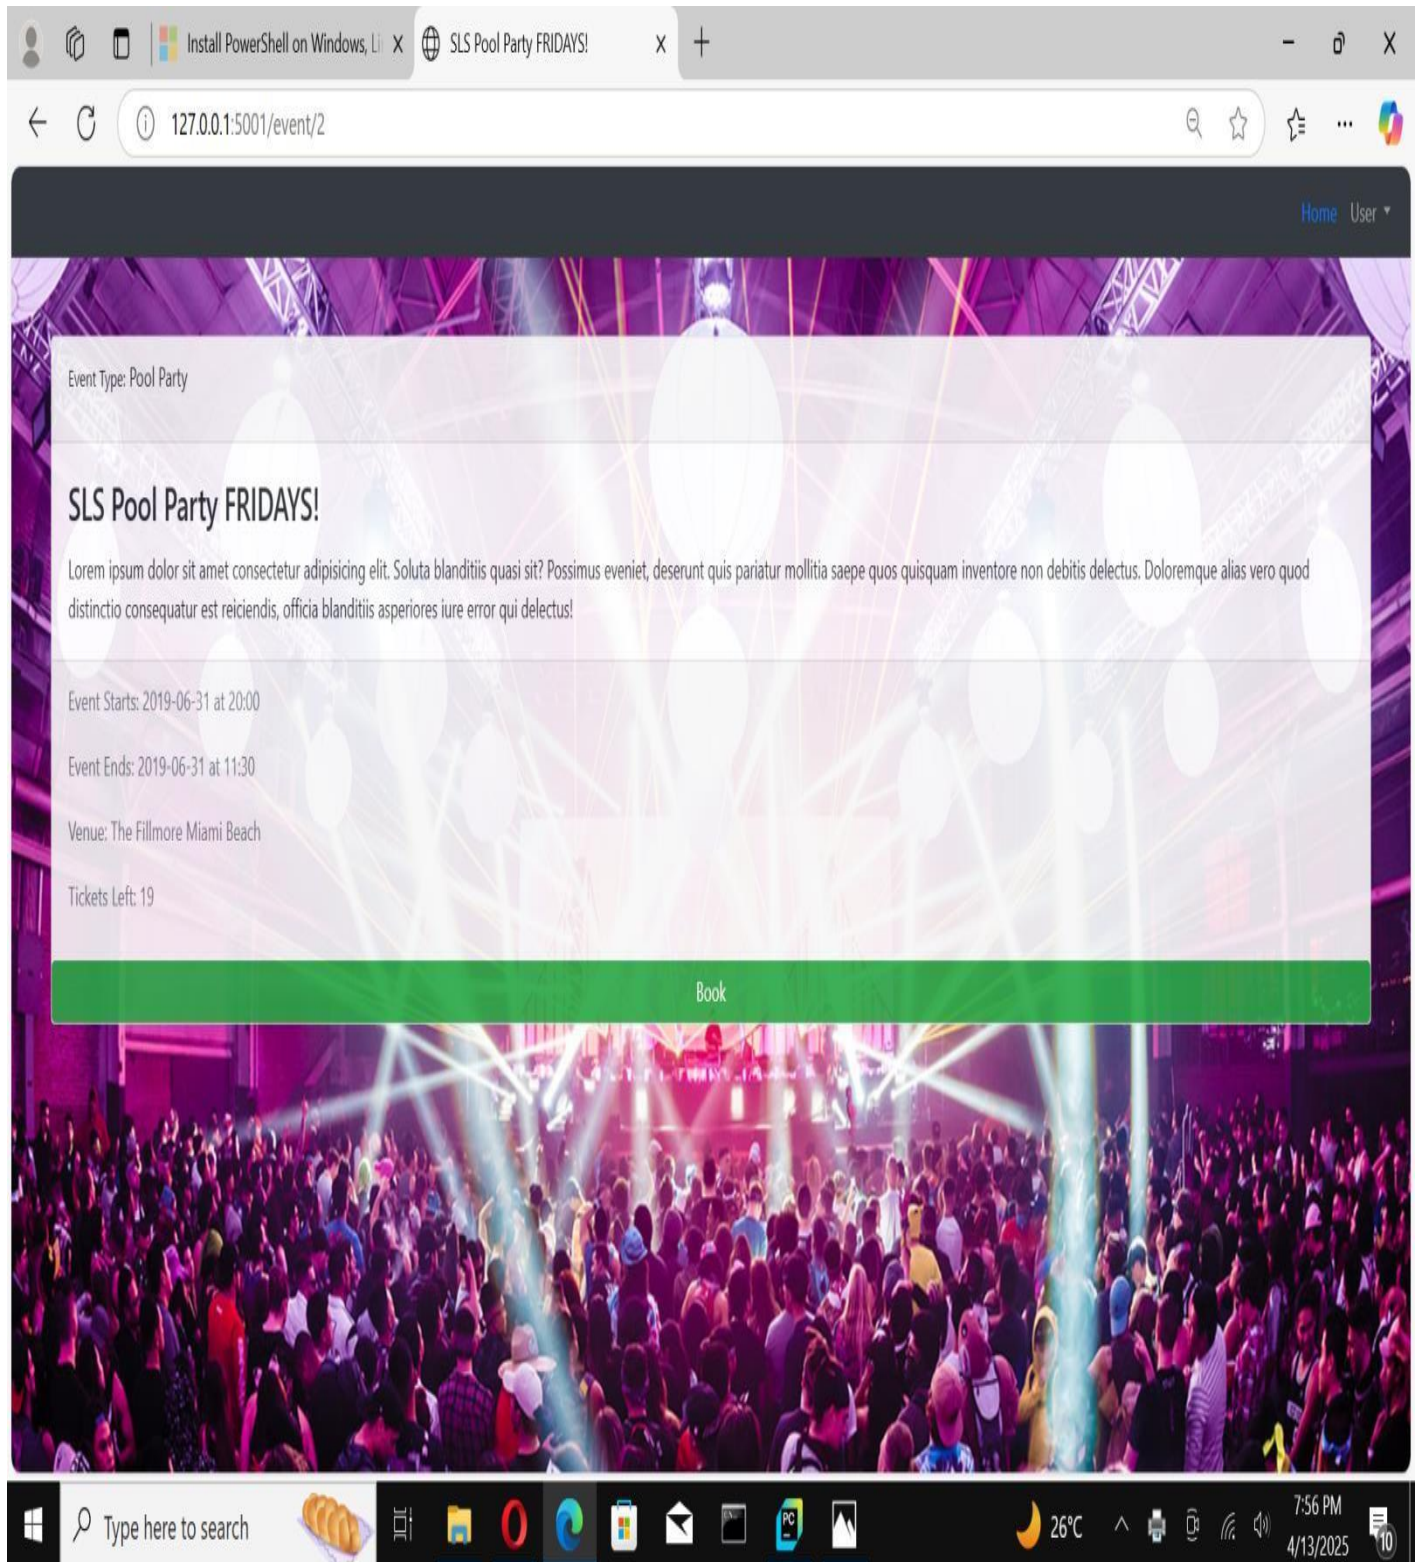 Install PowerShell on Windows, Li
SLS Pool Party FRIDAYS!
127.0.0.1:5001/event/2
Home User
Event Type: Pool Party
SLS Pool Party FRIDAYS!
Lorem ipsum dolor sit amet consectetur adipisicing elit. Soluta blanditiis quasi sit? Possimus eveniet, deserunt quis pariatur mollitia saepe quos quisquam inventore non debitis delectus. Doloremque alias vero quod
distinctio consequatur est reiciendis, officia blanditiis asperiores iure error qui delectus!
Event Starts: 2019-06-31 at 20:00
Event Ends: 2019-06-31 at 11:30
Venue: The Fillmore Miami Beach
Tickets Left: 19
Book
Type here to search
PC
26°C
7:56 PM
4/13/2025
10